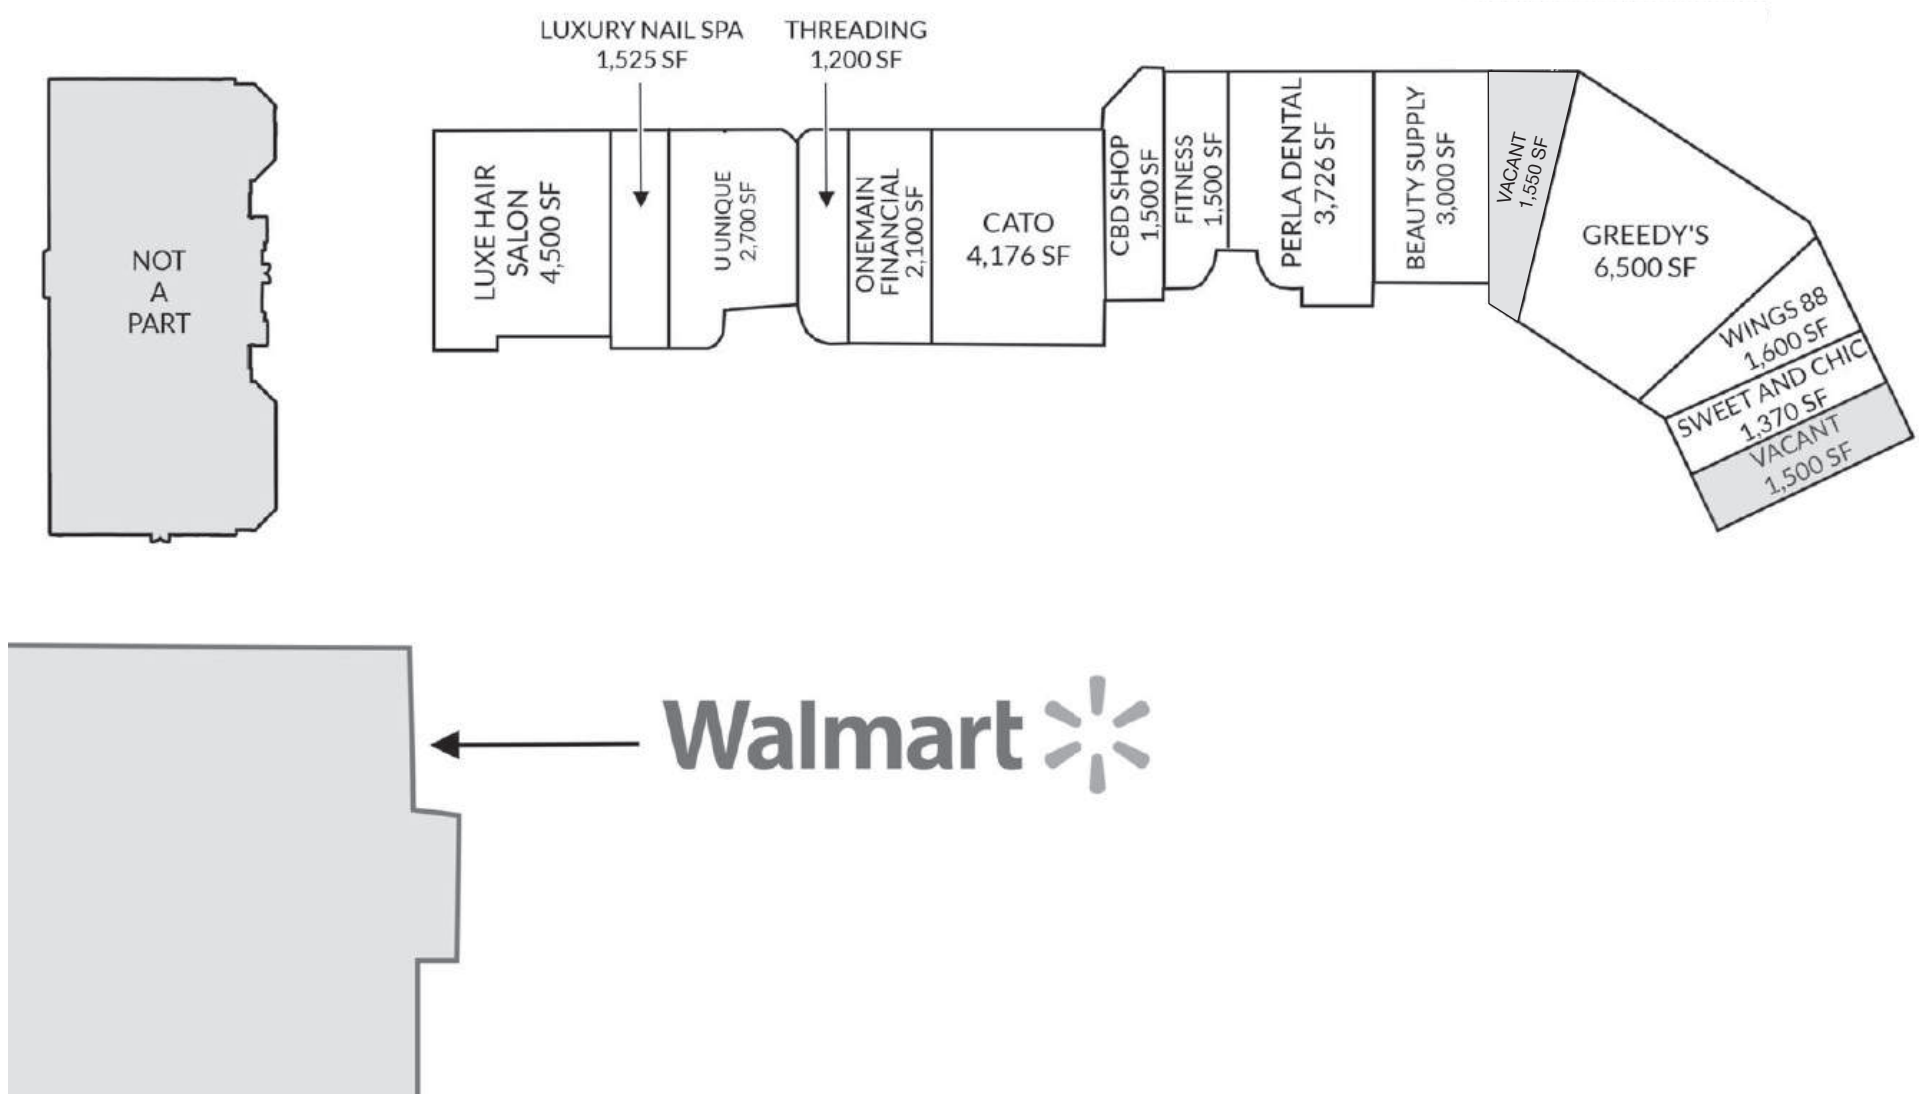 LUXURY NAIL SPA
1,525 SF
THREADING
1,200 SF
NOT
A
PART
LUXE HAIR
SALON
4,500 SF
U UNIQUE
2,700 SF
ONEMAIN
FINANCIAL
2,100 SF
CATO
4,176 SF
CBD SHOP
1,500 SF
FITNESS
1,500 SF
PERLA DENTAL
3,726 SF
BEAUTY SUPPLY
3,000 SF
VACANT
1,550 SF
GREEDY'S
6,500 SF
WINGS 88
1,600 SF
SWEET AND CHIC
1,370 SF
VACANT
1,500 SF
Walmart